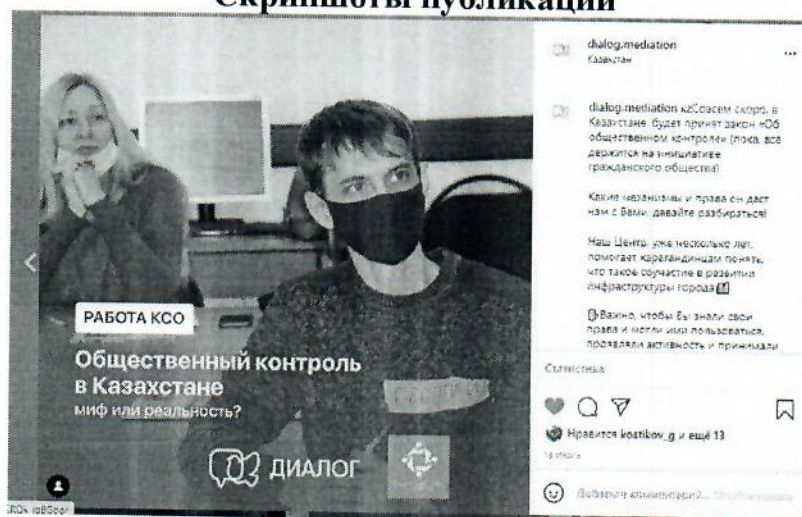 Скриншоты публикаций
dialog.mediation
Казахстан
dialog.mediation кzСовсем скоро, в
Казахстане, будет принят закон «Об
общественном контроле» (пока, всё
держится на инициативе
гражданского общества)
Какие механизмы и права он даст
нам с Вами, давайте разбираться!
Наш Центр, уже несколько лет,
помогает карагандинцам понять,
что такое соучастие в развитии
инфраструктуры города
Важно, чтобы Вы знали свои
права и могли ими пользоваться,
проявляли активность и принимали
РАБОТА КСО
Общественный контроль
в Казахстане
миф или реальность?
ДИАЛОГ
Статистика
Нравится kostikov_g и ещё 13
Добавьте комментарий...